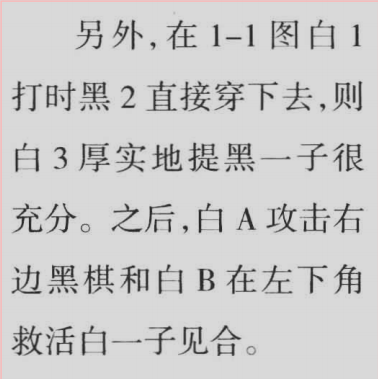 另外,在 1-1 图白 1
打时黑 2 直接穿下去,则
白 3 厚实地提黑一子很
充分。之后,白 A 攻击右
边黑棋和白 B 在左下角
救活白一子见合。